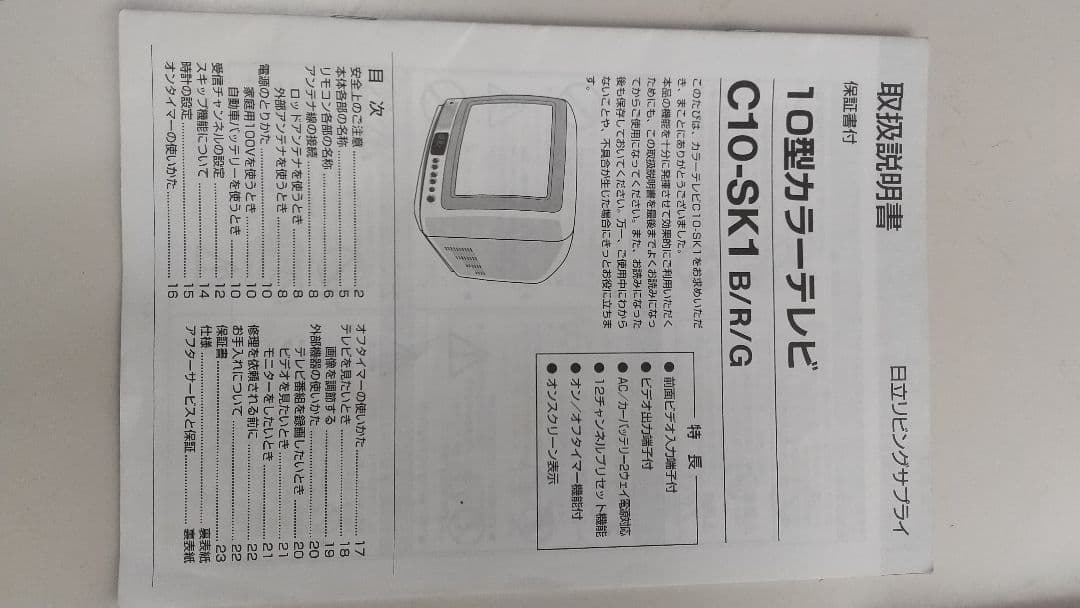 取扱説明書
日立リビングサプライ
保証書付
10型カラーテレビ
C10-SK1 B/R/G
このたびは、カラーテレビC10-SK1をお求めいただ
き、まことにありがとうございました。
本品の機能を十分に発揮させて効果的にご利用いただく
ためにも、この取扱説明書を最後までよくお読みになっ
てからご使用になってください。また、お読みになった
後も保存しておいてください。万一、ご使用中にわから
ないことや、不具合が生じた場合にきっとお役に立ちま
す。
特長
●前面ビデオ入力端子付
●ビデオ出力端子付
●AC/カーバッテリー2ウェイ電源対応
●12チャンネルプリセット機能
●オン/オフタイマー機能付
●オンスクリーン表示
目次
安全上のご注意 2
本体各部の名称 5
リモコン各部の名称 6
アンテナ線の接続 8
ロッドアンテナを使うとき 8
外部アンテナを使うとき 8
電源のとりかた 10
家庭用100Vを使うとき 10
自動車バッテリーを使うとき 10
受信チャンネルの設定 12
スキップ機能について 14
時計の設定 15
オンタイマーの使いかた 16
オフタイマーの使いかた 17
テレビを見たいとき 18
画像を調節する 19
外部機器の使いかた 20
テレビ番組を録画したいとき 20
ビデオを見たいとき 21
モニターをしたいとき 21
修理を依頼される前に 22
お手入れについて 22
保証書 23
仕様 裏表紙
アフターサービスと保証 裏表紙